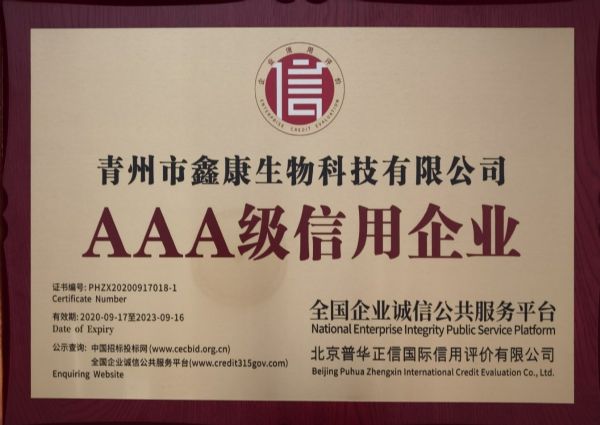 企业信用评价
信
ENTERPRISE CREDIT EVALUATION
青州市鑫康生物科技有限公司
AAA级信用企业
证书编号: PHZX20200917018-1
Certificate Number
有效期: 2020-09-17至2023-09-16
Date of Expiry
公示查询: 中国招标投标网(www.cecbid.org.cn)
全国企业诚信公共服务平台(www.credit315gov.com)
Enquiring Website
全国企业诚信公共服务平台
National Enterprise Integrity Public Service Platform
北京普华正信国际信用评价有限公司
Beijing Puhua Zhengxin International Credit Evaluation Co., Ltd.